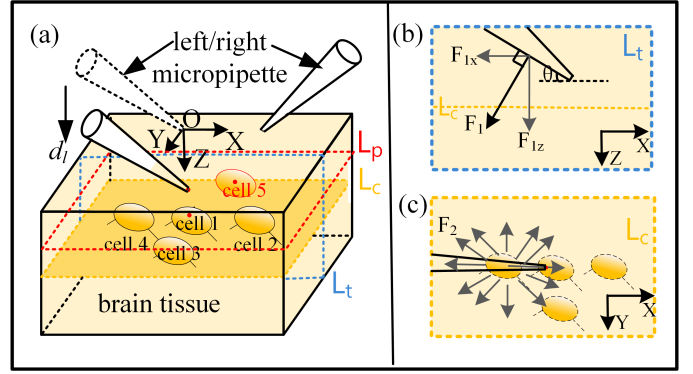 (a)
left/right
micropipette
d_l
O
X
Y
Z
L_p
L_c
cell 5
cell 1
cell 4
cell 2
cell 3
L_t
brain tissue
(b)
L_t
F_1x
θ_1
L_c
F_1
F_1z
X
Z
(c)
L_c
F_2
X
Y